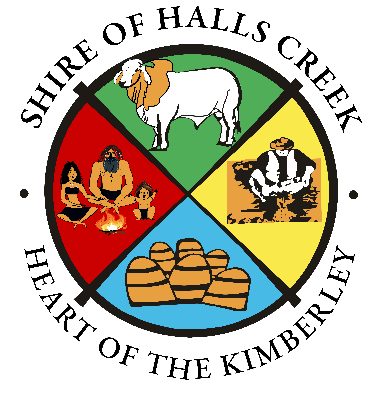 SHIRE OF HALLS CREEK
HEART OF THE KIMBERLEY